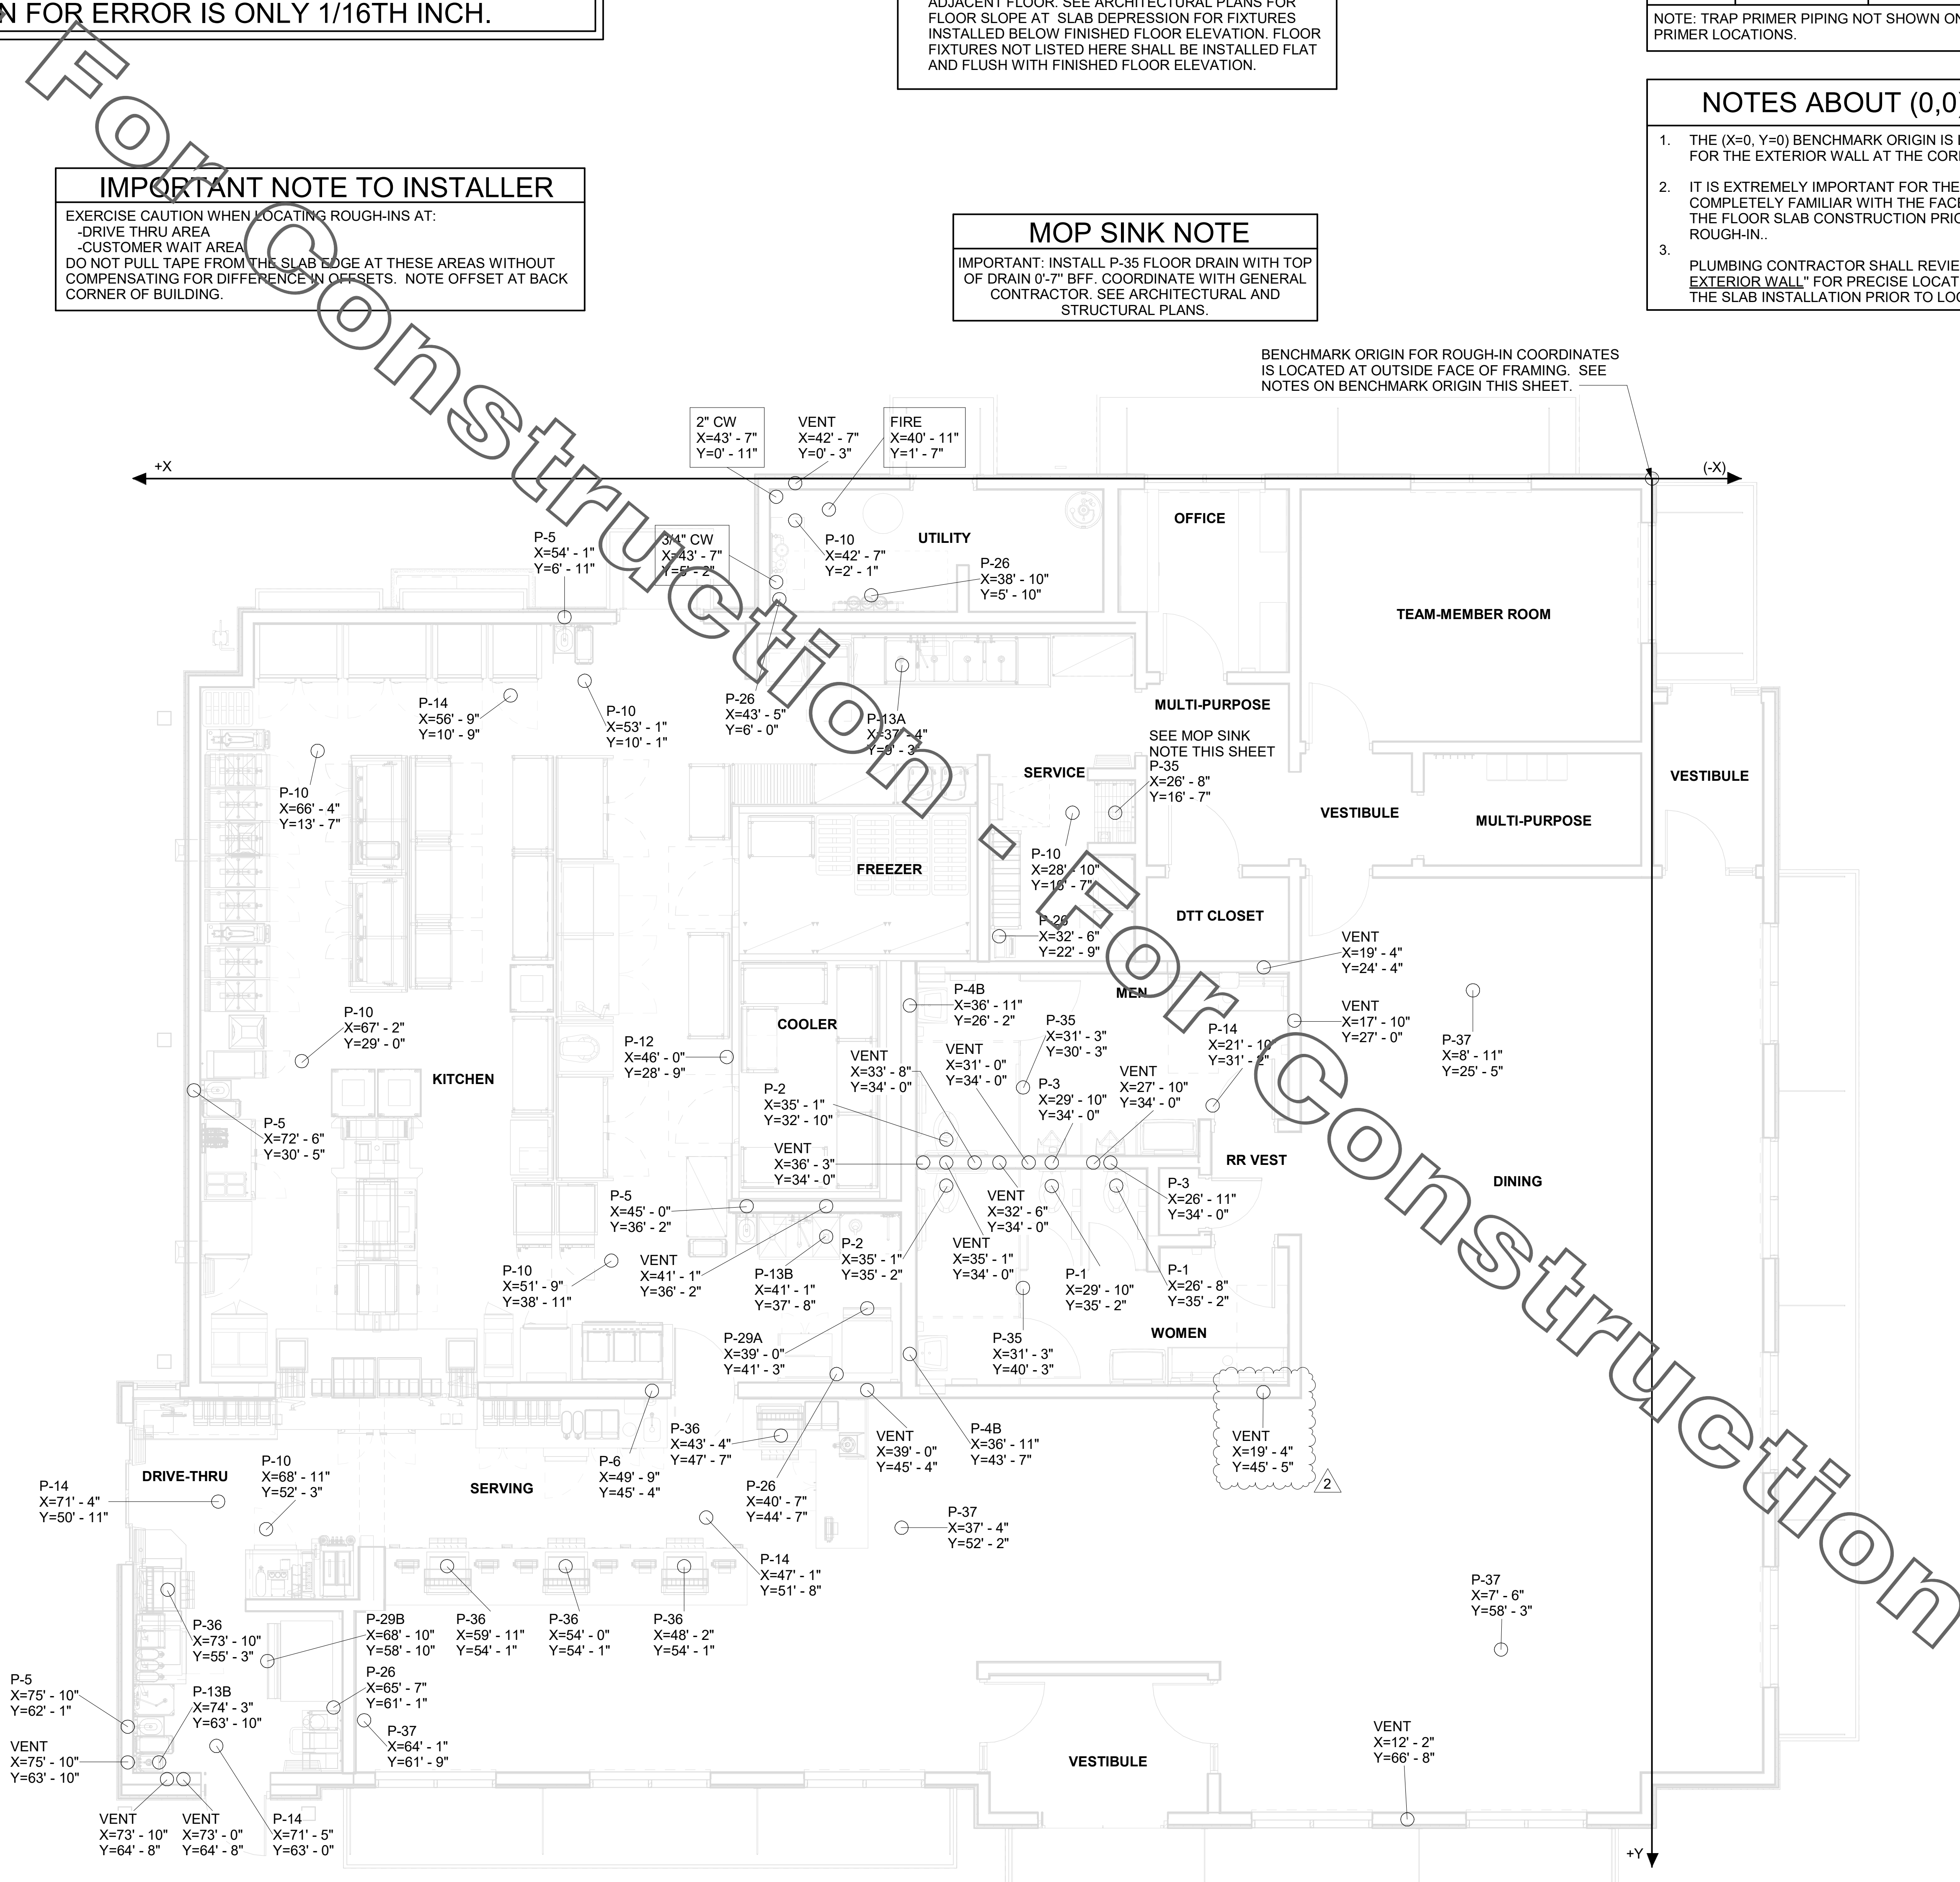 N FOR ERROR IS ONLY 1/16TH INCH.
ADJACENT FLOOR. SEE ARCHITECTURAL PLANS FOR
FLOOR SLOPE AT SLAB DEPRESSION FOR FIXTURES
INSTALLED BELOW FINISHED FLOOR ELEVATION. FLOOR
FIXTURES NOT LISTED HERE SHALL BE INSTALLED FLAT
AND FLUSH WITH FINISHED FLOOR ELEVATION.
NOTE: TRAP PRIMER PIPING NOT SHOWN ON
PRIMER LOCATIONS.
NOTES ABOUT (0,0)
1. THE (X=0, Y=0) BENCHMARK ORIGIN IS
FOR THE EXTERIOR WALL AT THE COR
2. IT IS EXTREMELY IMPORTANT FOR THE
COMPLETELY FAMILIAR WITH THE FACE
THE FLOOR SLAB CONSTRUCTION PRIO
ROUGH-IN..
3.
PLUMBING CONTRACTOR SHALL REVIE
EXTERIOR WALL" FOR PRECISE LOCAT
THE SLAB INSTALLATION PRIOR TO LOC
IMPORTANT NOTE TO INSTALLER
EXERCISE CAUTION WHEN LOCATING ROUGH-INS AT:
-DRIVE THRU AREA
-CUSTOMER WAIT AREA
DO NOT PULL TAPE FROM THE SLAB EDGE AT THESE AREAS WITHOUT
COMPENSATING FOR DIFFERENCE IN OFFSETS. NOTE OFFSET AT BACK
CORNER OF BUILDING.
MOP SINK NOTE
IMPORTANT: INSTALL P-35 FLOOR DRAIN WITH TOP
OF DRAIN 0'-7" BFF. COORDINATE WITH GENERAL
CONTRACTOR. SEE ARCHITECTURAL AND
STRUCTURAL PLANS.
BENCHMARK ORIGIN FOR ROUGH-IN COORDINATES
IS LOCATED AT OUTSIDE FACE OF FRAMING. SEE
NOTES ON BENCHMARK ORIGIN THIS SHEET.
For Construction - For Construction
+X
(-X)
2" CW
X=43' - 7"
Y=0' - 11"
VENT
X=42' - 7"
Y=0' - 3"
FIRE
X=40' - 11"
Y=1' - 7"
P-5
X=54' - 1"
Y=6' - 11"
3/4" CW
X=43' - 7"
Y=5' - 2"
P-10
X=42' - 7"
Y=2' - 1"
UTILITY
P-26
X=38' - 10"
Y=5' - 10"
OFFICE
TEAM-MEMBER ROOM
P-14
X=56' - 9"
Y=10' - 9"
P-10
X=53' - 1"
Y=10' - 1"
P-26
X=43' - 5"
Y=6' - 0"
P-13A
X=37' - 4"
Y=9' - 3"
MULTI-PURPOSE
SEE MOP SINK
NOTE THIS SHEET
P-35
X=26' - 8"
Y=16' - 7"
SERVICE
VESTIBULE
P-10
X=66' - 4"
Y=13' - 7"
VESTIBULE
MULTI-PURPOSE
FREEZER
P-10
X=28' - 10"
Y=16' - 7"
DTT CLOSET
P-26
X=32' - 6"
Y=22' - 9"
VENT
X=19' - 4"
Y=24' - 4"
P-4B
X=36' - 11"
Y=26' - 2"
MEN
VENT
X=17' - 10"
Y=27' - 0"
P-10
X=67' - 2"
Y=29' - 0"
KITCHEN
P-12
X=46' - 0"
Y=28' - 9"
COOLER
P-35
X=31' - 3"
Y=30' - 3"
P-14
X=21' - 10"
Y=31' - 2"
P-37
X=8' - 11"
Y=25' - 5"
VENT
X=33' - 8"
Y=34' - 0"
VENT
X=31' - 0"
Y=34' - 0"
P-3
X=29' - 10"
Y=34' - 0"
VENT
X=27' - 10"
Y=34' - 0"
P-2
X=35' - 1"
Y=32' - 10"
P-5
X=72' - 6"
Y=30' - 5"
VENT
X=36' - 3"
Y=34' - 0"
RR VEST
DINING
P-5
X=45' - 0"
Y=36' - 2"
VENT
X=32' - 6"
Y=34' - 0"
P-3
X=26' - 11"
Y=34' - 0"
P-10
X=51' - 9"
Y=38' - 11"
VENT
X=41' - 1"
Y=36' - 2"
P-13B
X=41' - 1"
Y=37' - 8"
P-2
X=35' - 1"
Y=35' - 2"
VENT
X=35' - 1"
Y=34' - 0"
P-1
X=29' - 10"
Y=35' - 2"
P-1
X=26' - 8"
Y=35' - 2"
P-29A
X=39' - 0"
Y=41' - 3"
P-35
X=31' - 3"
Y=40' - 3"
WOMEN
P-36
X=43' - 4"
Y=47' - 7"
VENT
X=39' - 0"
Y=45' - 4"
P-4B
X=36' - 11"
Y=43' - 7"
VENT
X=19' - 4"
Y=45' - 5"
2
DRIVE-THRU
P-10
X=68' - 11"
Y=52' - 3"
SERVING
P-6
X=49' - 9"
Y=45' - 4"
P-26
X=40' - 7"
Y=44' - 7"
P-14
X=71' - 4"
Y=50' - 11"
P-37
X=37' - 4"
Y=52' - 2"
P-14
X=47' - 1"
Y=51' - 8"
P-36
X=73' - 10"
Y=55' - 3"
P-29B
X=68' - 10"
Y=58' - 10"
P-36
X=59' - 11"
Y=54' - 1"
P-36
X=54' - 0"
Y=54' - 1"
P-36
X=48' - 2"
Y=54' - 1"
P-37
X=7' - 6"
Y=58' - 3"
P-5
X=75' - 10"
Y=62' - 1"
P-13B
X=74' - 3"
Y=63' - 10"
P-26
X=65' - 7"
Y=61' - 1"
P-37
X=64' - 1"
Y=61' - 9"
VENT
X=75' - 10"
Y=63' - 10"
VESTIBULE
VENT
X=12' - 2"
Y=66' - 8"
VENT
X=73' - 10"
Y=64' - 8"
VENT
X=73' - 0"
Y=64' - 8"
P-14
X=71' - 5"
Y=63' - 0"
+Y